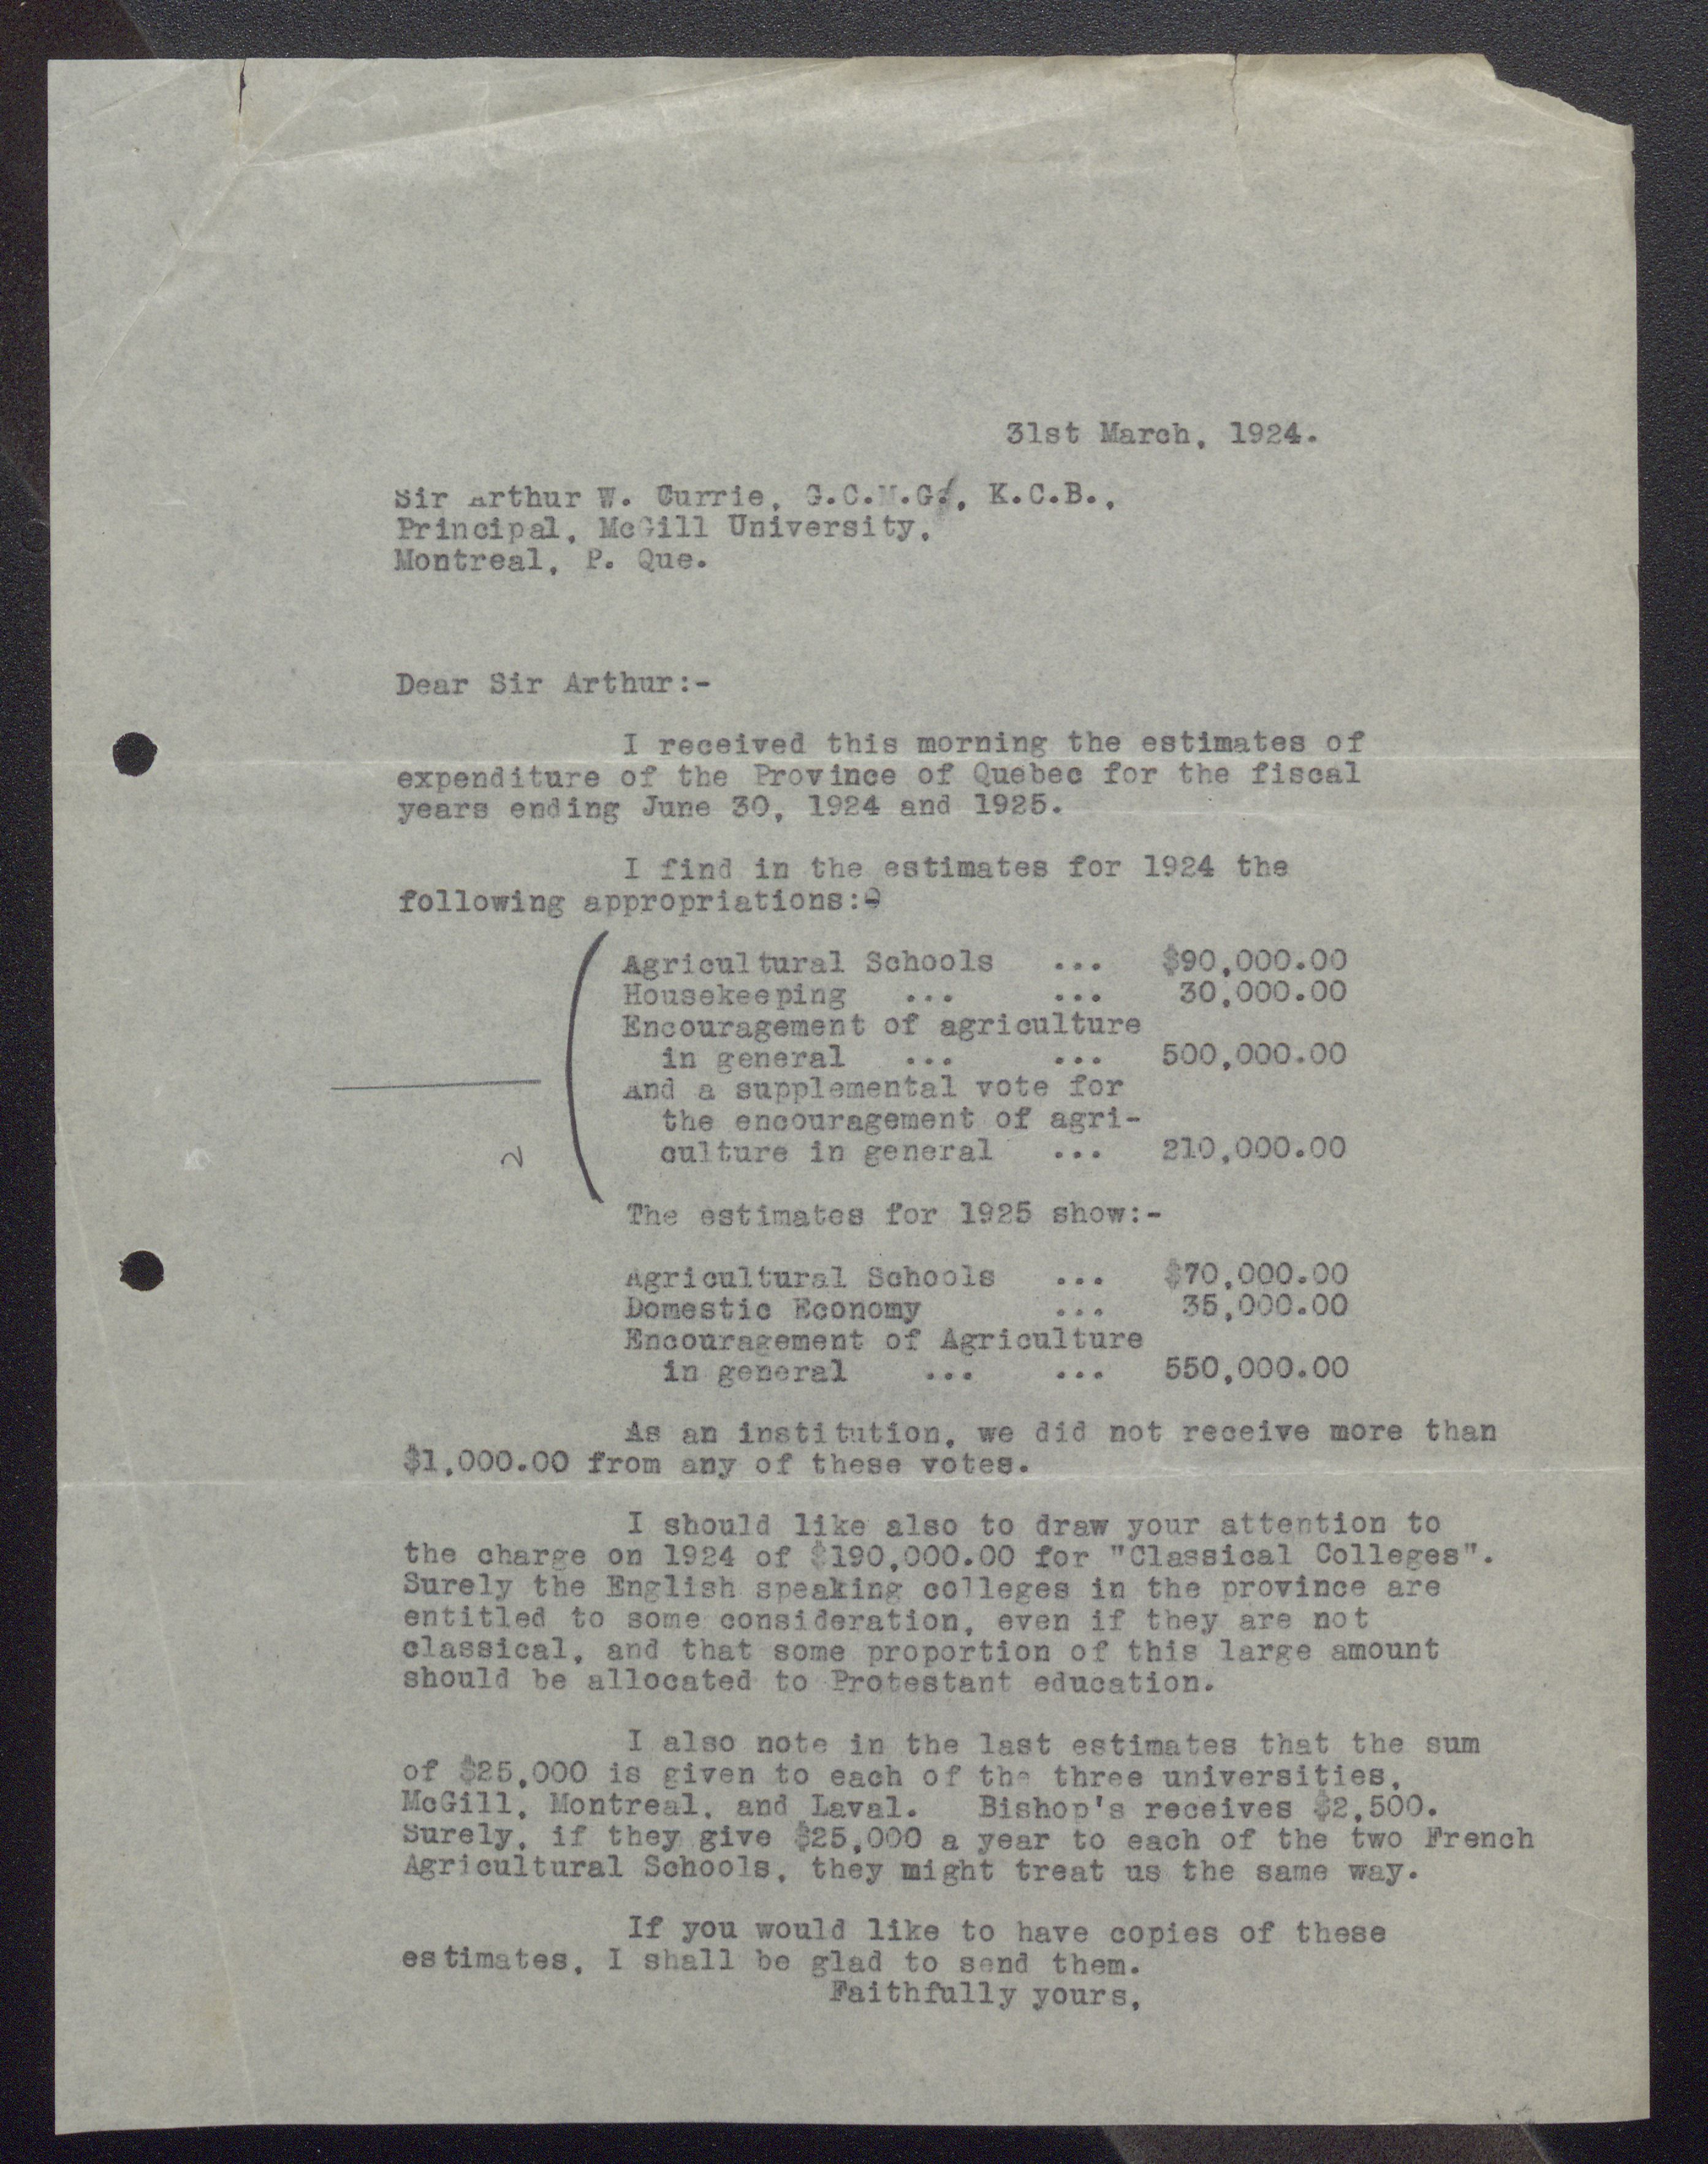 31st March, 1924.
Sir Arthur W. Currie, G.C.M.G., K.C.B.,
Principal, McGill University,
Montreal, P. Que.
Dear Sir Arthur:-
I received this morning the estimates of
expenditure of the Province of Quebec for the fiscal
years ending June 30, 1924 and 1925.
I find in the estimates for 1924 the
following appropriations:-
Agricultural Schools ... $90,000.00
Housekeeping ... ... 30,000.00
Encouragement of agriculture
in general ... ... 500,000.00
And a supplemental vote for
the encouragement of agri-
culture in general ... 210,000.00
The estimates for 1925 show:-
Agricultural Schools ... $70,000.00
Domestic Economy ... 35,000.00
Encouragement of Agriculture
in general ... ... 550,000.00
As an institution, we did not receive more than
$1,000.00 from any of these votes.
I should like also to draw your attention to
the charge on 1924 of $190,000.00 for "Classical Colleges".
Surely the English speaking colleges in the province are
entitled to some consideration, even if they are not
classical, and that some proportion of this large amount
should be allocated to Protestant education.
I also note in the last estimates that the sum
of $25,000 is given to each of the three universities,
McGill, Montreal, and Laval. Bishop's receives $2,500.
Surely, if they give $25,000 a year to each of the two French
Agricultural Schools, they might treat us the same way.
If you would like to have copies of these
estimates, I shall be glad to send them.
Faithfully yours,